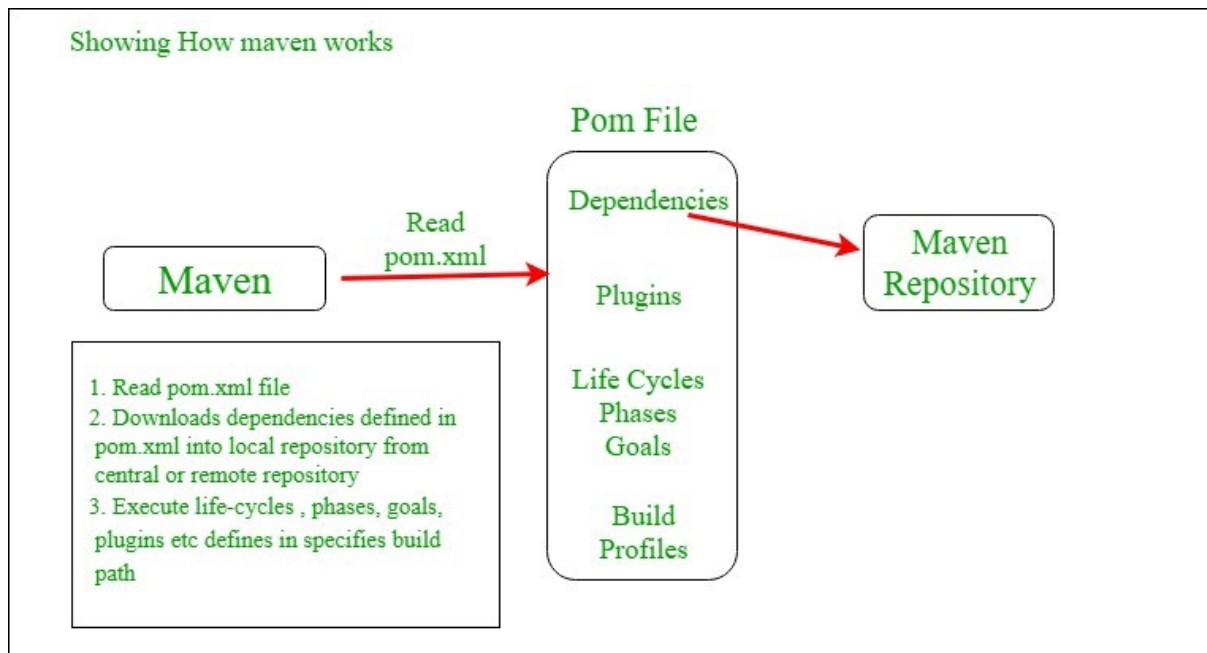 Showing How maven works
Pom File
Dependencies
Read
pom.xml
Maven
Maven
Repository
Plugins
Life Cycles
Phases
Goals
Build
Profiles
1. Read pom.xml file
2. Downloads dependencies defined in
pom.xml into local repository from
central or remote repository
3. Execute life-cycles , phases, goals,
plugins etc defines in specifies build
path